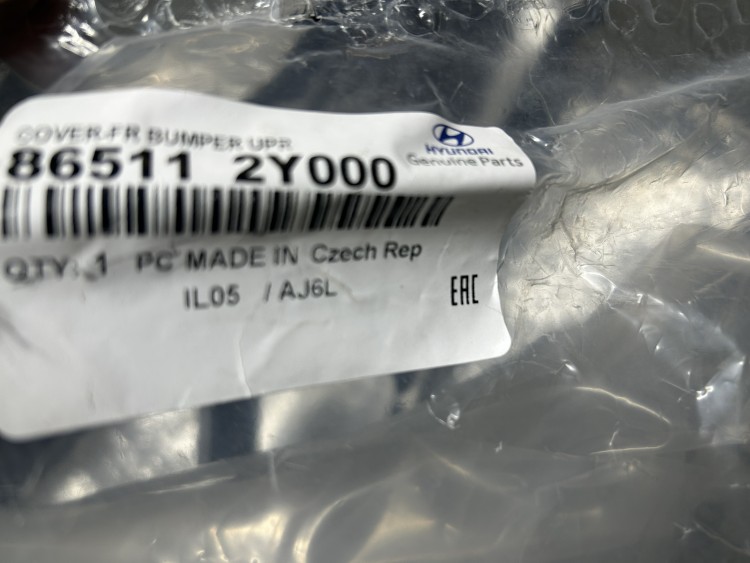 COVER-FR BUMPER UPR
86511 2Y000
HYUNDAI
Genuine Parts
QTY: 1 PC MADE IN Czech Rep
IL05 / AJ6L
EAC